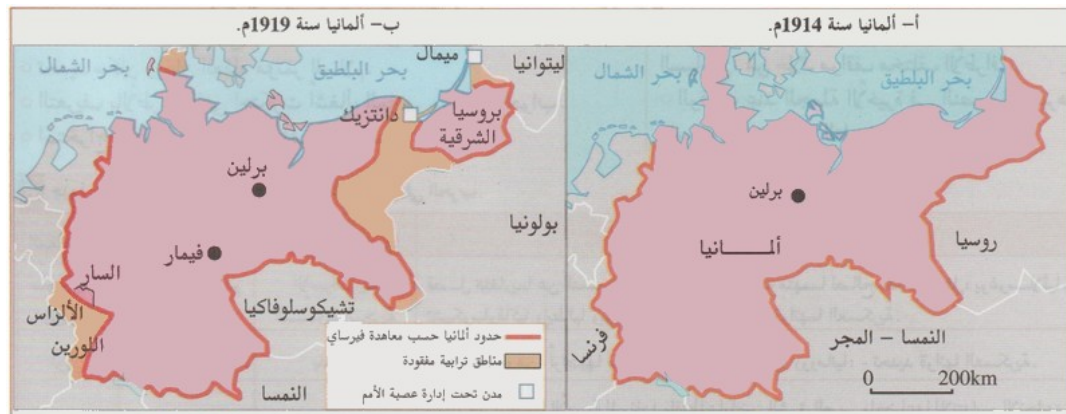 أ- ألمانيا سنة 1914م.
بحر الشمال
بحر البلطيق
برلين
ألمـــــانيا
روسيا
فرنسا
النمسا - المجر
0 200km
ب- ألمانيا سنة 1919م.
ميمال
ليتوانيا
بحر الشمال
بحر البلطيق
دانتزيك
بروسيا
الشرقية
برلين
بولونيا
فيمار
السار
الألزاس
اللورين
تشيكوسلوفاكيا
النمسا
حدود ألمانيا حسب معاهدة فيرساي
مناطق ترابية مفقودة
مدن تحت إدارة عصبة الأمم